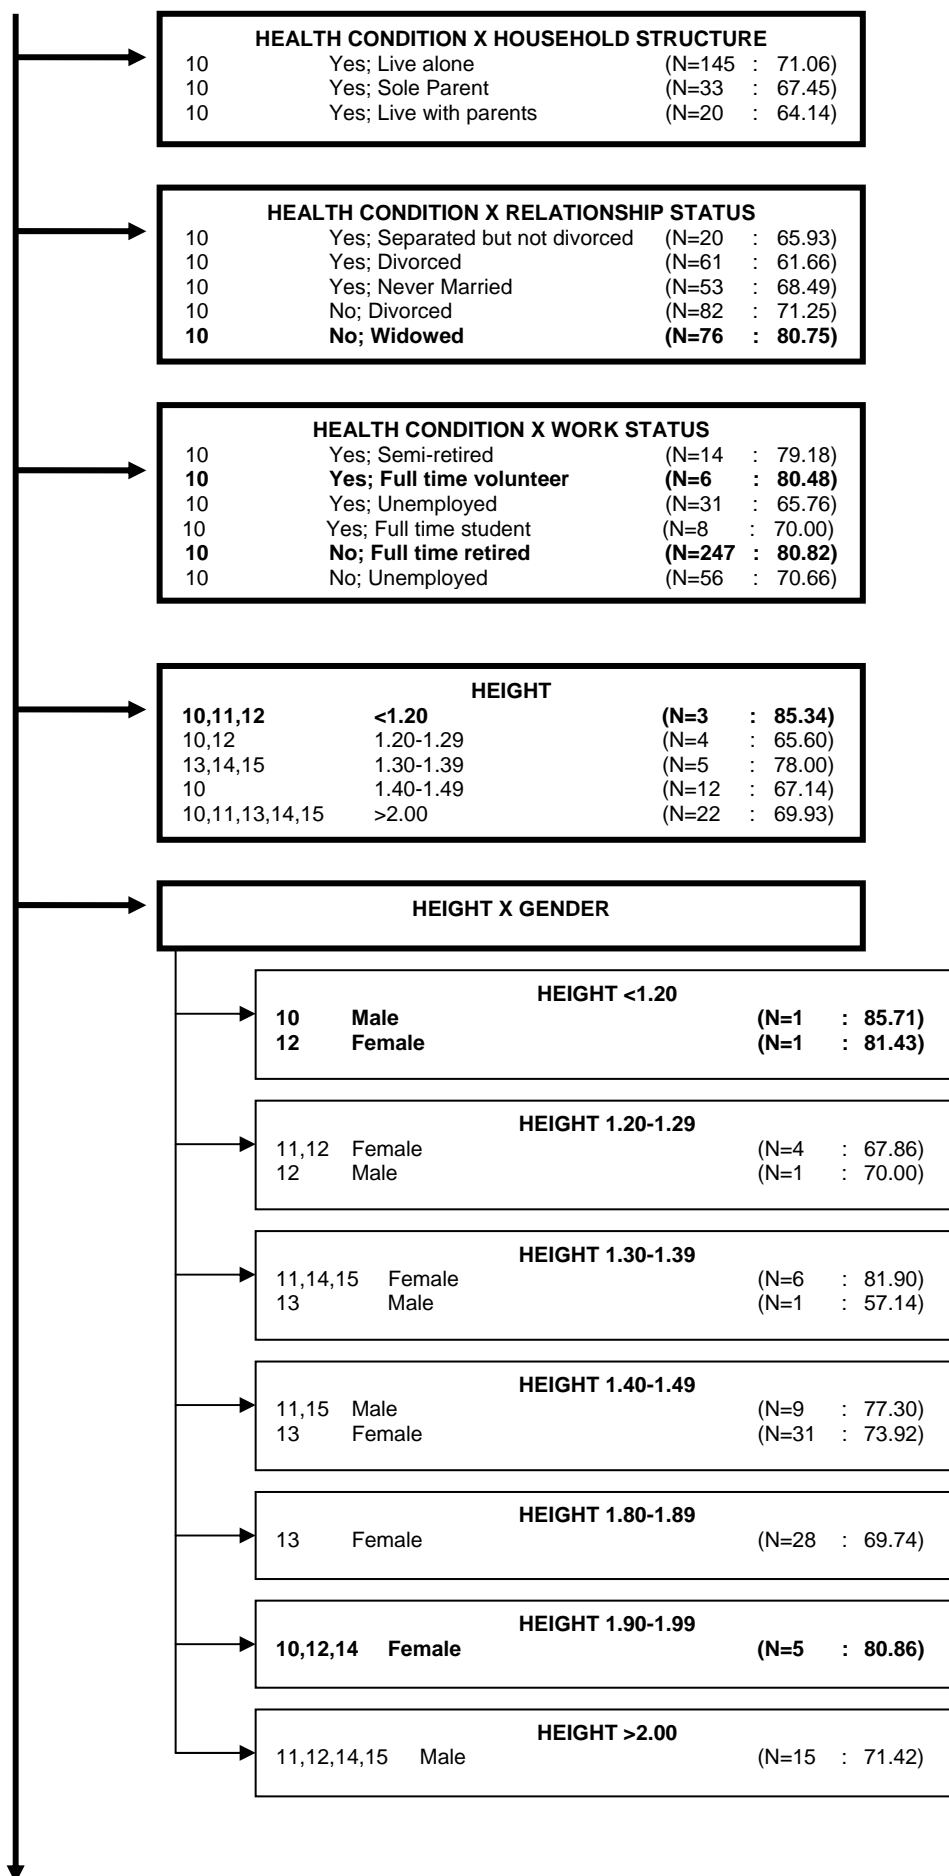 HEALTH CONDITION X HOUSEHOLD STRUCTURE
10 Yes; Live alone (N=145 : 71.06)
10 Yes; Sole Parent (N=33 : 67.45)
10 Yes; Live with parents (N=20 : 64.14)
HEALTH CONDITION X RELATIONSHIP STATUS
10 Yes; Separated but not divorced (N=20 : 65.93)
10 Yes; Divorced (N=61 : 61.66)
10 Yes; Never Married (N=53 : 68.49)
10 No; Divorced (N=82 : 71.25)
10 No; Widowed (N=76 : 80.75)
HEALTH CONDITION X WORK STATUS
10 Yes; Semi-retired (N=14 : 79.18)
10 Yes; Full time volunteer (N=6 : 80.48)
10 Yes; Unemployed (N=31 : 65.76)
10 Yes; Full time student (N=8 : 70.00)
10 No; Full time retired (N=247 : 80.82)
10 No; Unemployed (N=56 : 70.66)
HEIGHT
10,11,12 <1.20 (N=3 : 85.34)
10,12 1.20-1.29 (N=4 : 65.60)
13,14,15 1.30-1.39 (N=5 : 78.00)
10 1.40-1.49 (N=12 : 67.14)
10,11,13,14,15 >2.00 (N=22 : 69.93)
HEIGHT X GENDER
HEIGHT <1.20
10 Male (N=1 : 85.71)
12 Female (N=1 : 81.43)
HEIGHT 1.20-1.29
11,12 Female (N=4 : 67.86)
12 Male (N=1 : 70.00)
HEIGHT 1.30-1.39
11,14,15 Female (N=6 : 81.90)
13 Male (N=1 : 57.14)
HEIGHT 1.40-1.49
11,15 Male (N=9 : 77.30)
13 Female (N=31 : 73.92)
HEIGHT 1.80-1.89
13 Female (N=28 : 69.74)
HEIGHT 1.90-1.99
10,12,14 Female (N=5 : 80.86)
HEIGHT >2.00
11,12,14,15 Male (N=15 : 71.42)